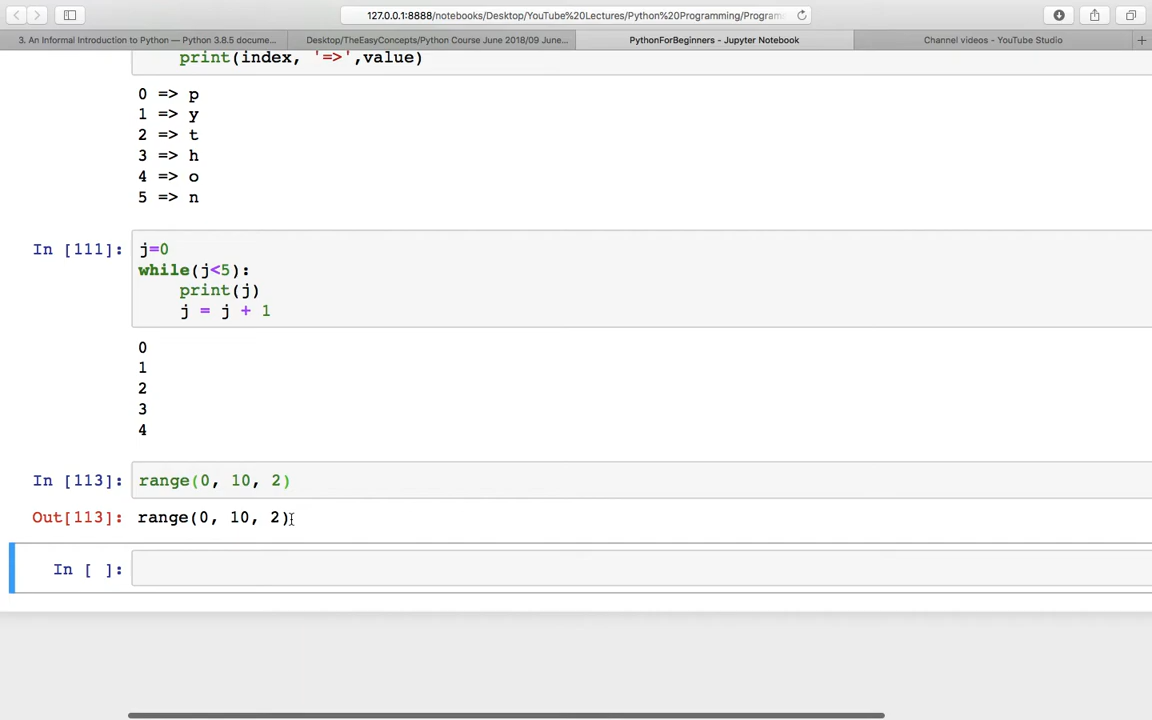 127.0.0.1:8888/notebooks/Desktop/YouTube%20Lectures/Python%20Programming/Program
3. An Informal Introduction to Python — Python 3.8.5 docume...
Desktop/TheEasyConcepts/Python Course June 2018/09 June...
PythonForBeginners - Jupyter Notebook
Channel videos - YouTube Studio
print(index, '=>',value)
0 => p
1 => y
2 => t
3 => h
4 => o
5 => n
In [111]: j=0
while(j<5):
print(j)
j = j + 1
0
1
2
3
4
In [113]: range(0, 10, 2)
Out[113]: range(0, 10, 2)
In [ ]: